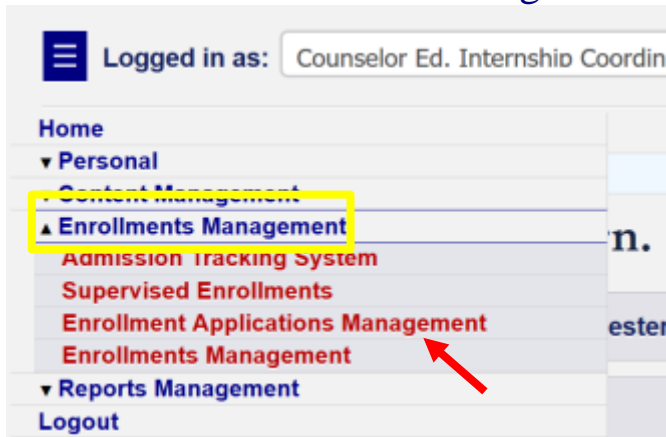 Logged in as: Counselor Ed. Internship Coordin
Home
▾ Personal
▾ Content Management
▴ Enrollments Management
n.
Admission Tracking System
Supervised Enrollments
Enrollment Applications Management
ester
Enrollments Management
▾ Reports Management
Logout